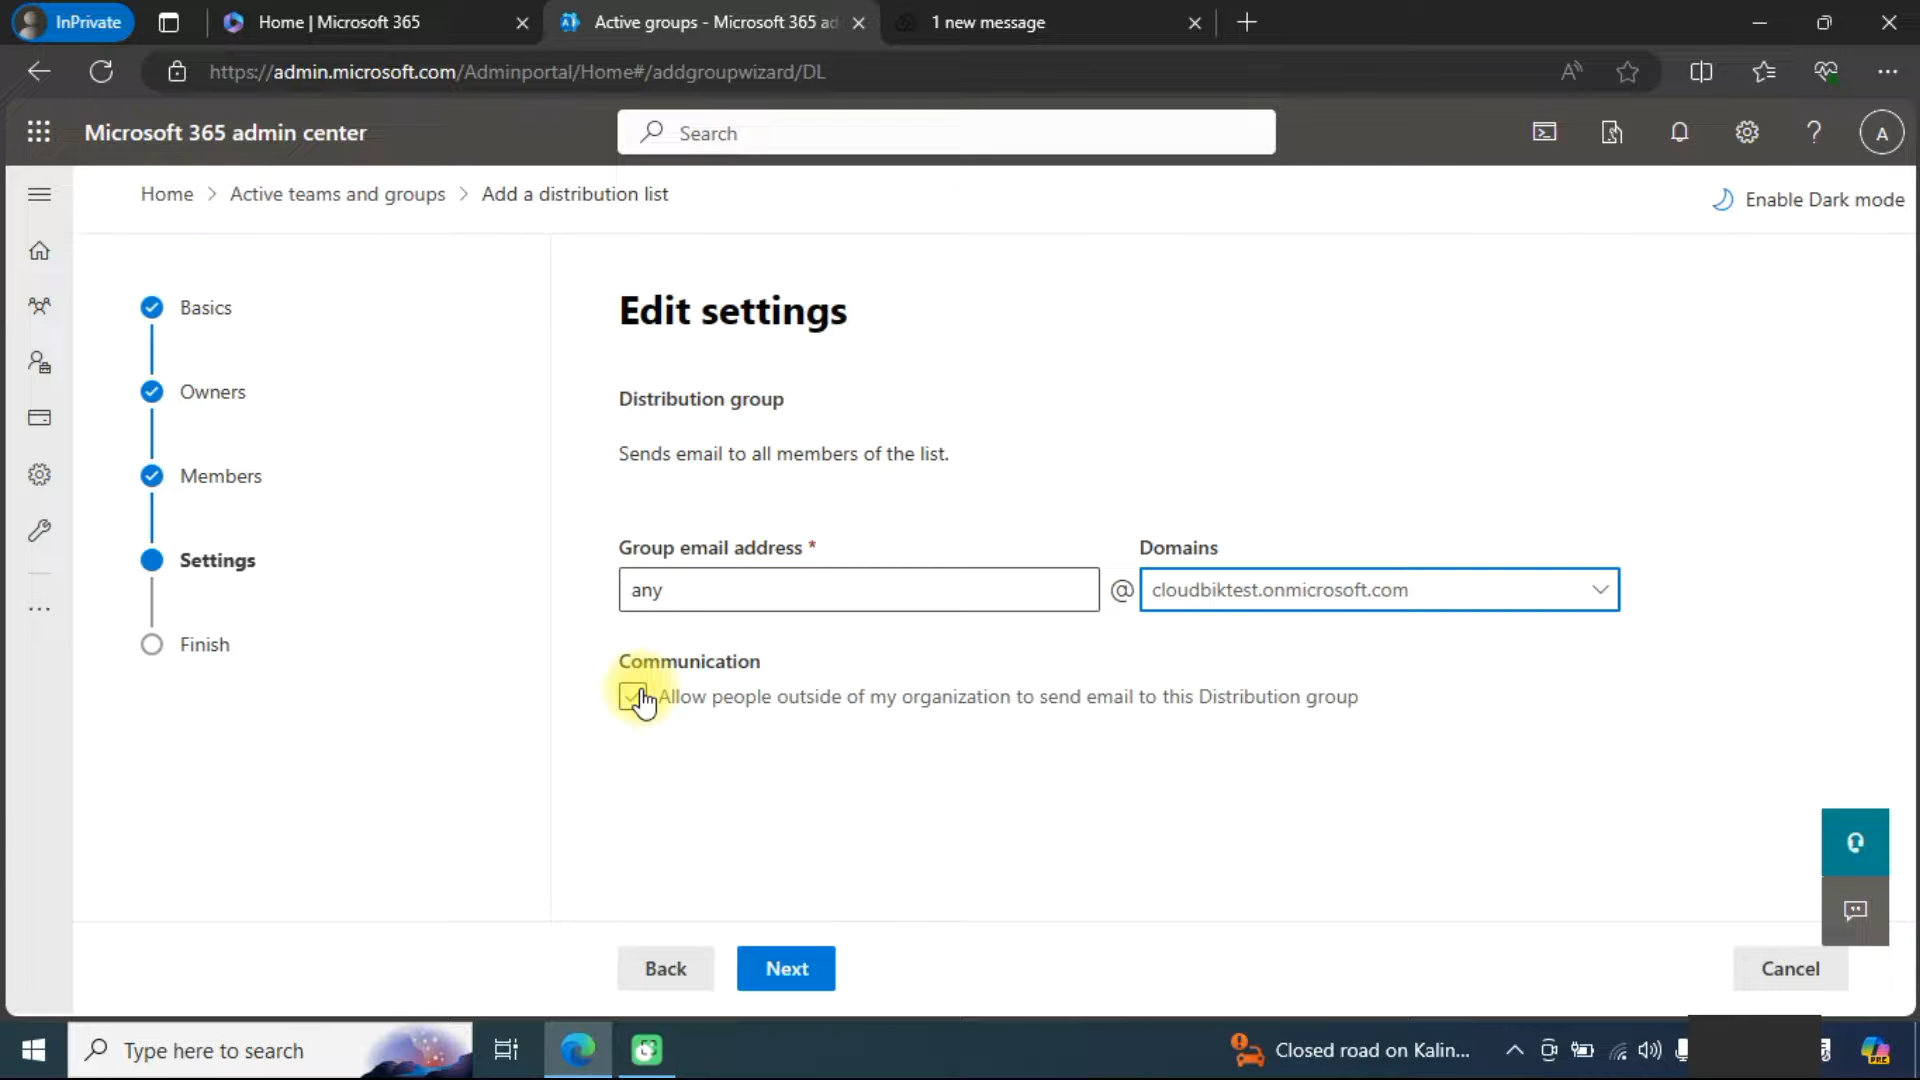 InPrivate
Home | Microsoft 365
Active groups - Microsoft 365 ad
1 new message
https://admin.microsoft.com/Adminportal/Home#/addgroupwizard/DL
Microsoft 365 admin center
Search
A
Home > Active teams and groups > Add a distribution list
Enable Dark mode
Basics
Owners
Members
Settings
Finish
Edit settings
Distribution group
Sends email to all members of the list.
Group email address *
Domains
any
@
cloudbiktest.onmicrosoft.com
Communication
Allow people outside of my organization to send email to this Distribution group
Back
Next
Cancel
Type here to search
Closed road on Kalin...
PRE